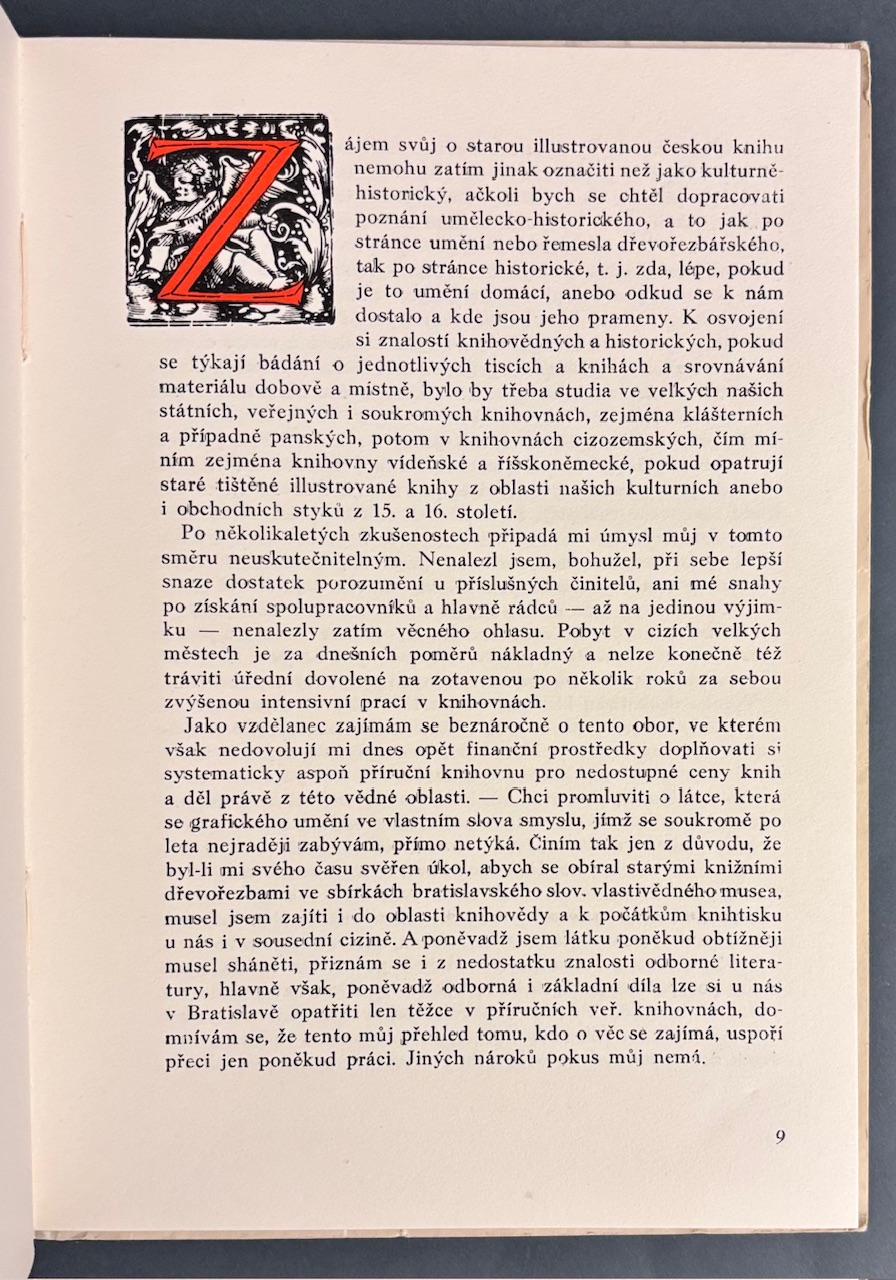 Zájem svůj o starou illustrovanou českou knihu
nemohu zatím jinak označiti než jako kulturně-
historický, ačkoli bych se chtěl dopracovati
poznání umělecko-historického, a to jak po
stránce umění nebo řemesla dřevořezbářského,
tak po stránce historické, t. j. zda, lépe, pokud
je to umění domácí, anebo odkud se k nám
dostalo a kde jsou jeho prameny. K osvojení
si znalostí knihovědných a historických, pokud
se týkají bádání o jednotlivých tiscích a knihách a srovnávání
materiálu dobově a místně, bylo by třeba studia ve velkých našich
státních, veřejných i soukromých knihovnách, zejména klášterních
a případně panských, potom v knihovnách cizozemských, čím mí-
ním zejména knihovny vídeňské a říšskoněmecké, pokud opatrují
staré tištěné illustrované knihy z oblasti našich kulturních anebo
i obchodních styků z 15. a 16. století.
Po několikaletých zkušenostech připadá mi úmysl můj v tomto
směru neuskutečnitelným. Nenalezl jsem, bohužel, při sebe lepší
snaze dostatek porozumění u příslušných činitelů, ani mé snahy
po získání spolupracovníků a hlavně rádců — až na jedinou výjim-
ku — nenalezly zatím věcného ohlasu. Pobyt v cizích velkých
městech je za dnešních poměrů nákladný a nelze konečně též
tráviti úřední dovolené na zotavenou po několik roků za sebou
zvýšenou intensivní prací v knihovnách.
Jako vzdělanec zajímám se beznáročně o tento obor, ve kterém
však nedovolují mi dnes opět finanční prostředky doplňovati si
systematicky aspoň příruční knihovnu pro nedostupné ceny knih
a děl právě z této vědné oblasti. — Chci promluviti o látce, která
se grafického umění ve vlastním slova smyslu, jímž se soukromě po
leta nejraději zabývám, přímo netýká. Činím tak jen z důvodu, že
byl-li mi svého času svěřen úkol, abych se obíral starými knižními
dřevořezbami ve sbírkách bratislavského slov. vlastivědného musea,
musel jsem zajíti i do oblasti knihovědy a k počátkům knihtisku
u nás i v sousední cizině. A poněvadž jsem látku poněkud obtížněji
musel sháněti, přiznám se i z nedostatku znalosti odborné litera-
tury, hlavně však, poněvadž odborná i základní díla lze si u nás
v Bratislavě opatřiti len těžce v příručních veř. knihovnách, do-
mnívám se, že tento můj přehled tomu, kdo o věc se zajímá, uspoří
přeci jen poněkud práci. Jiných nároků pokus můj nemá.
9